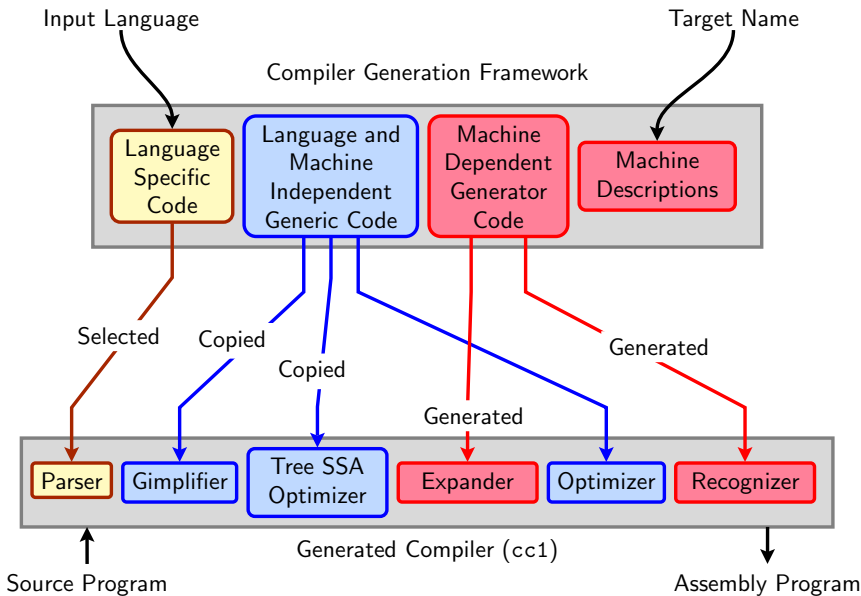 Input Language
Target Name
Compiler Generation Framework
Language
Specific
Code
Language and
Machine
Independent
Generic Code
Machine
Dependent
Generator
Code
Machine
Descriptions
Selected
Copied
Copied
Generated
Generated
Parser
Gimplifier
Tree SSA
Optimizer
Expander
Optimizer
Recognizer
Generated Compiler (cc1)
Source Program
Assembly Program